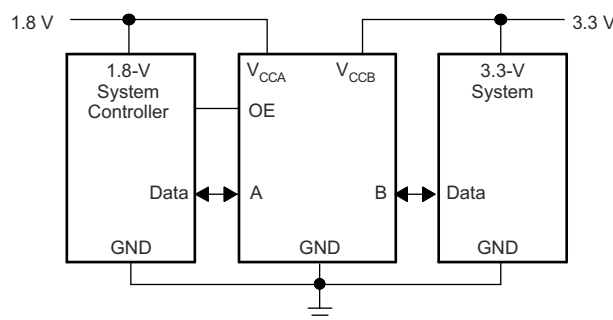 1.8 V
3.3 V
1.8-V
System
Controller
VCCA
VCCB
3.3-V
System
OE
Data
A
B
Data
GND
GND
GND